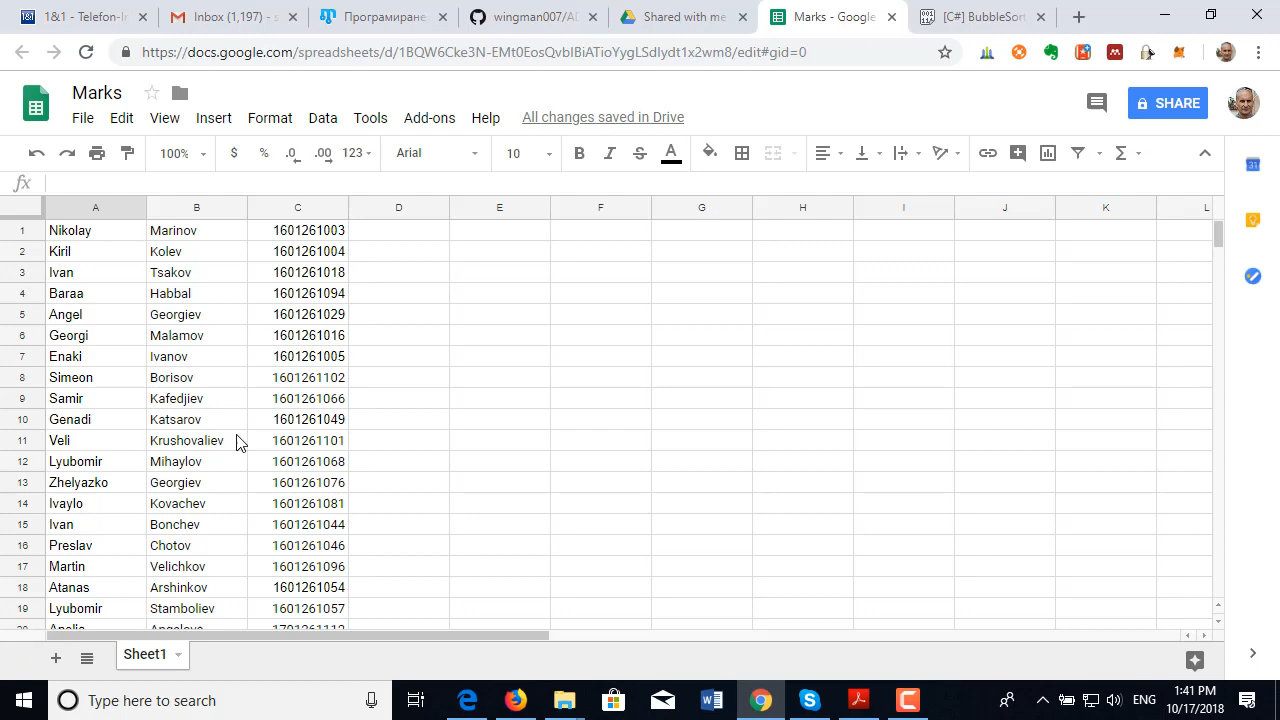 1&1 - Telefon-In
Inbox (1,197) - s
Програмиране
wingman007/AD
Shared with me
Marks - Google
[C#] BubbleSor
https://docs.google.com/spreadsheets/d/1BQW6Cke3N-EMt0EosQvbIBiATioYygLSdlydt1x2wm8/edit#gid=0
Marks
File Edit View Insert Format Data Tools Add-ons Help All changes saved in Drive
SHARE
100% $ % .0 .00 123 Arial 10 B I S A
fx
A B C D E F G H I J K L
1 Nikolay Marinov 1601261003
2 Kiril Kolev 1601261004
3 Ivan Tsakov 1601261018
4 Baraa Habbal 1601261094
5 Angel Georgiev 1601261029
6 Georgi Malamov 1601261016
7 Enaki Ivanov 1601261005
8 Simeon Borisov 1601261102
9 Samir Kafedjiev 1601261066
10 Genadi Katsarov 1601261049
11 Veli Krushovaliev 1601261101
12 Lyubomir Mihaylov 1601261068
13 Zhelyazko Georgiev 1601261076
14 Ivaylo Kovachev 1601261081
15 Ivan Bonchev 1601261044
16 Preslav Chotov 1601261046
17 Martin Velichkov 1601261096
18 Atanas Arshinkov 1601261054
19 Lyubomir Stamboliev 1601261057
Sheet1
Type here to search
ENG
1:41 PM
10/17/2018